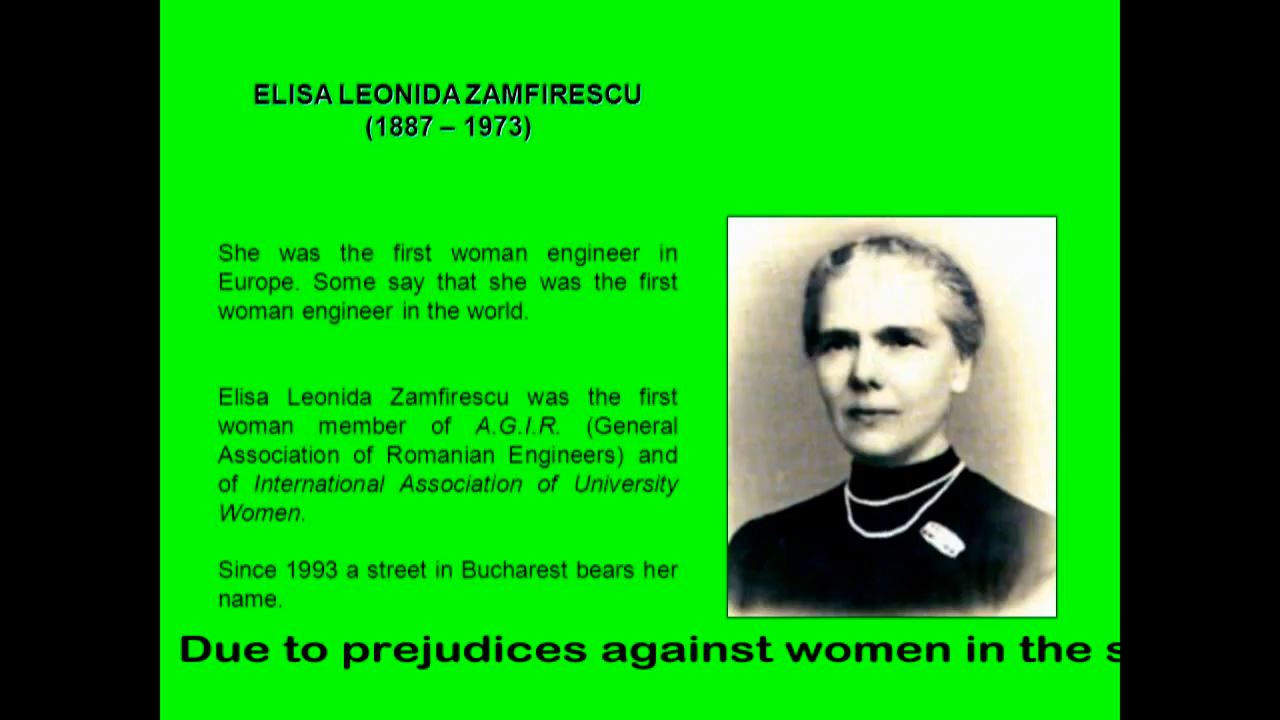 ELISA LEONIDA ZAMFIRESCU
(1887 – 1973)
She was the first woman engineer in
Europe. Some say that she was the first
woman engineer in the world.
Elisa Leonida Zamfirescu was the first
woman member of A.G.I.R. (General
Association of Romanian Engineers) and
of International Association of University
Women.
Since 1993 a street in Bucharest bears her
name.
Due to prejudices against women in the